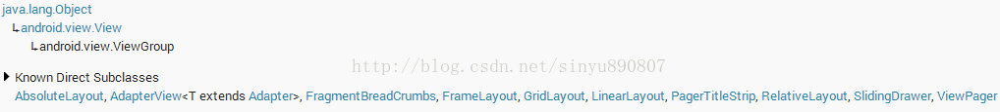 java.lang.Object
↳android.view.View
↳android.view.ViewGroup
http://blog.csdn.net/sinyu890807
Known Direct Subclasses
AbsoluteLayout, AdapterView<T extends Adapter>, FragmentBreadCrumbs, FrameLayout, GridLayout, LinearLayout, PagerTitleStrip, RelativeLayout, SlidingDrawer, ViewPager